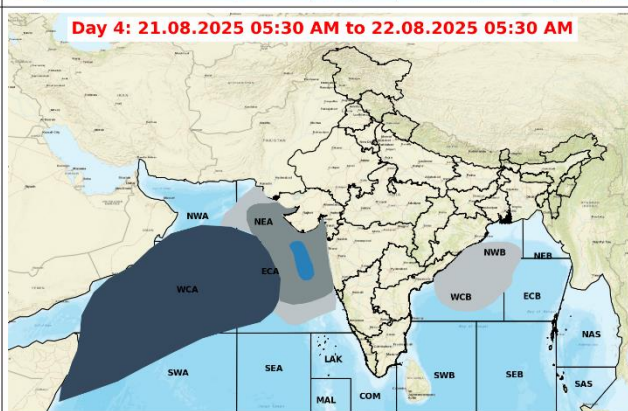 Day 4: 21.08.2025 05:30 AM to 22.08.2025 05:30 AM
NWA
NEA
NWB
NEB
ECA
WCA
WCB
ECB
NAS
LAK
SWA
SEA
SWB
SEB
SAS
MAL
COM